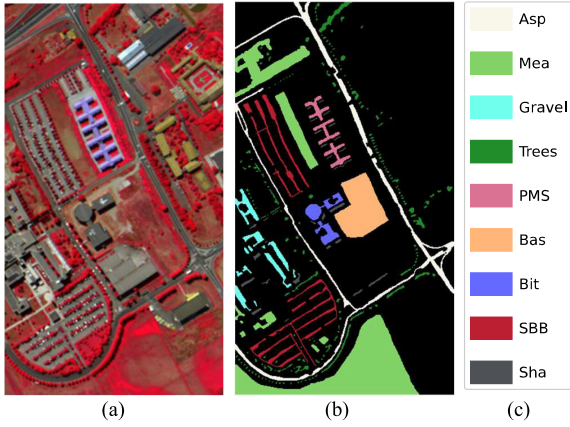 Asp
Mea
Gravel
Trees
PMS
Bas
Bit
SBB
Sha
(a)
(b)
(c)